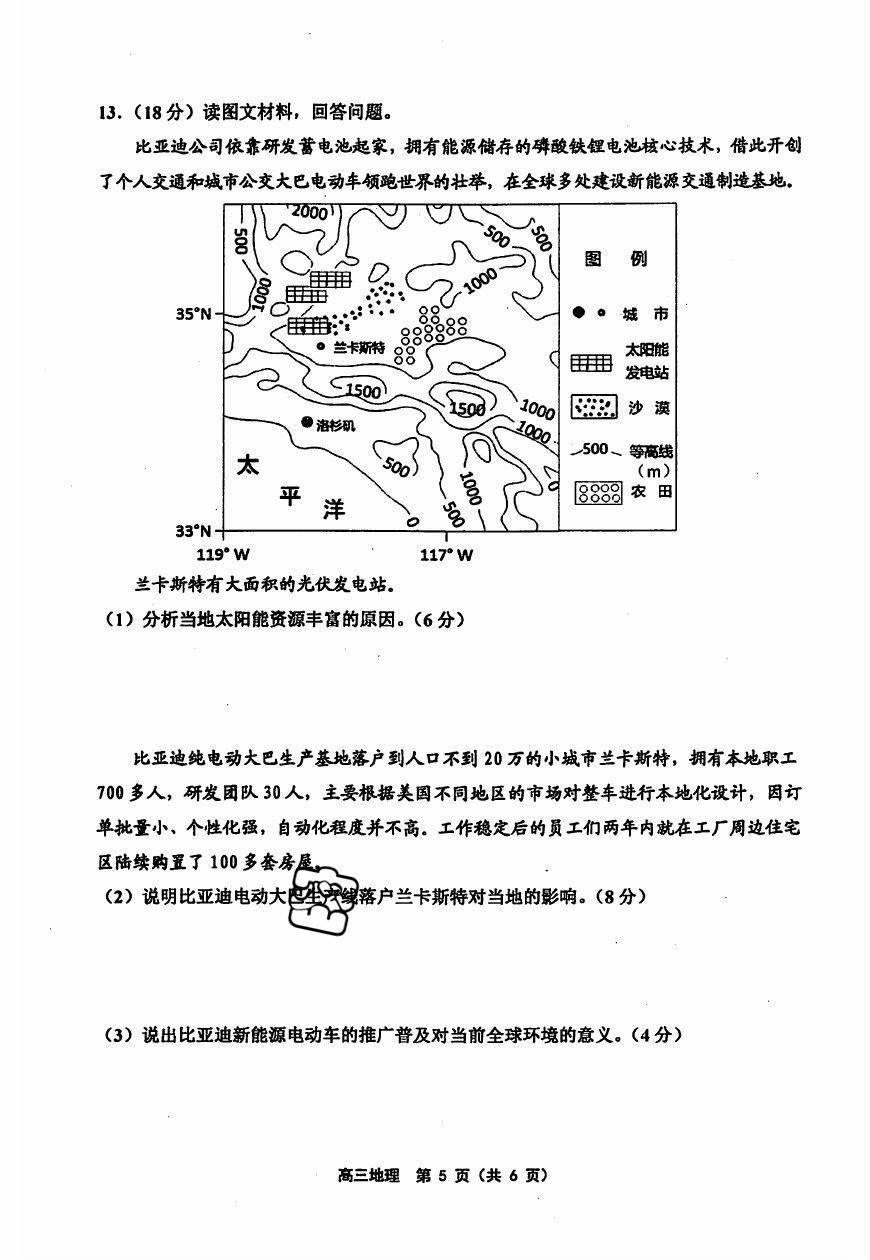 13.（18分）读图文材料，回答问题。
比亚迪公司依靠研发蓄电池起家，拥有能源储存的磷酸铁锂电池核心技术，借此开创
了个人交通和城市公交大巴电动车领跑世界的壮举，在全球多处建设新能源交通制造基地。
2000
500
500
500
1000
1000
35°N
兰卡斯特
1500
1500
1000
1000
洛杉矶
500
1000
500
0
太
平
洋
33°N
119°W
117°W
图 例
城 市
太阳能
发电站
沙 漠
500 等高线
（m）
农 田
兰卡斯特有大面积的光伏发电站。
（1）分析当地太阳能资源丰富的原因。（6分）
比亚迪纯电动大巴生产基地落户到人口不到20万的小城市兰卡斯特，拥有本地职工
700多人，研发团队30人，主要根据美国不同地区的市场对整车进行本地化设计，因订
单批量小、个性化强，自动化程度并不高。工作稳定后的员工们两年内就在工厂周边住宅
区陆续购置了100多套房屋。
（2）说明比亚迪电动大巴生产线落户兰卡斯特对当地的影响。（8分）
（3）说出比亚迪新能源电动车的推广普及对当前全球环境的意义。（4分）
高三地理 第 5 页（共 6 页）